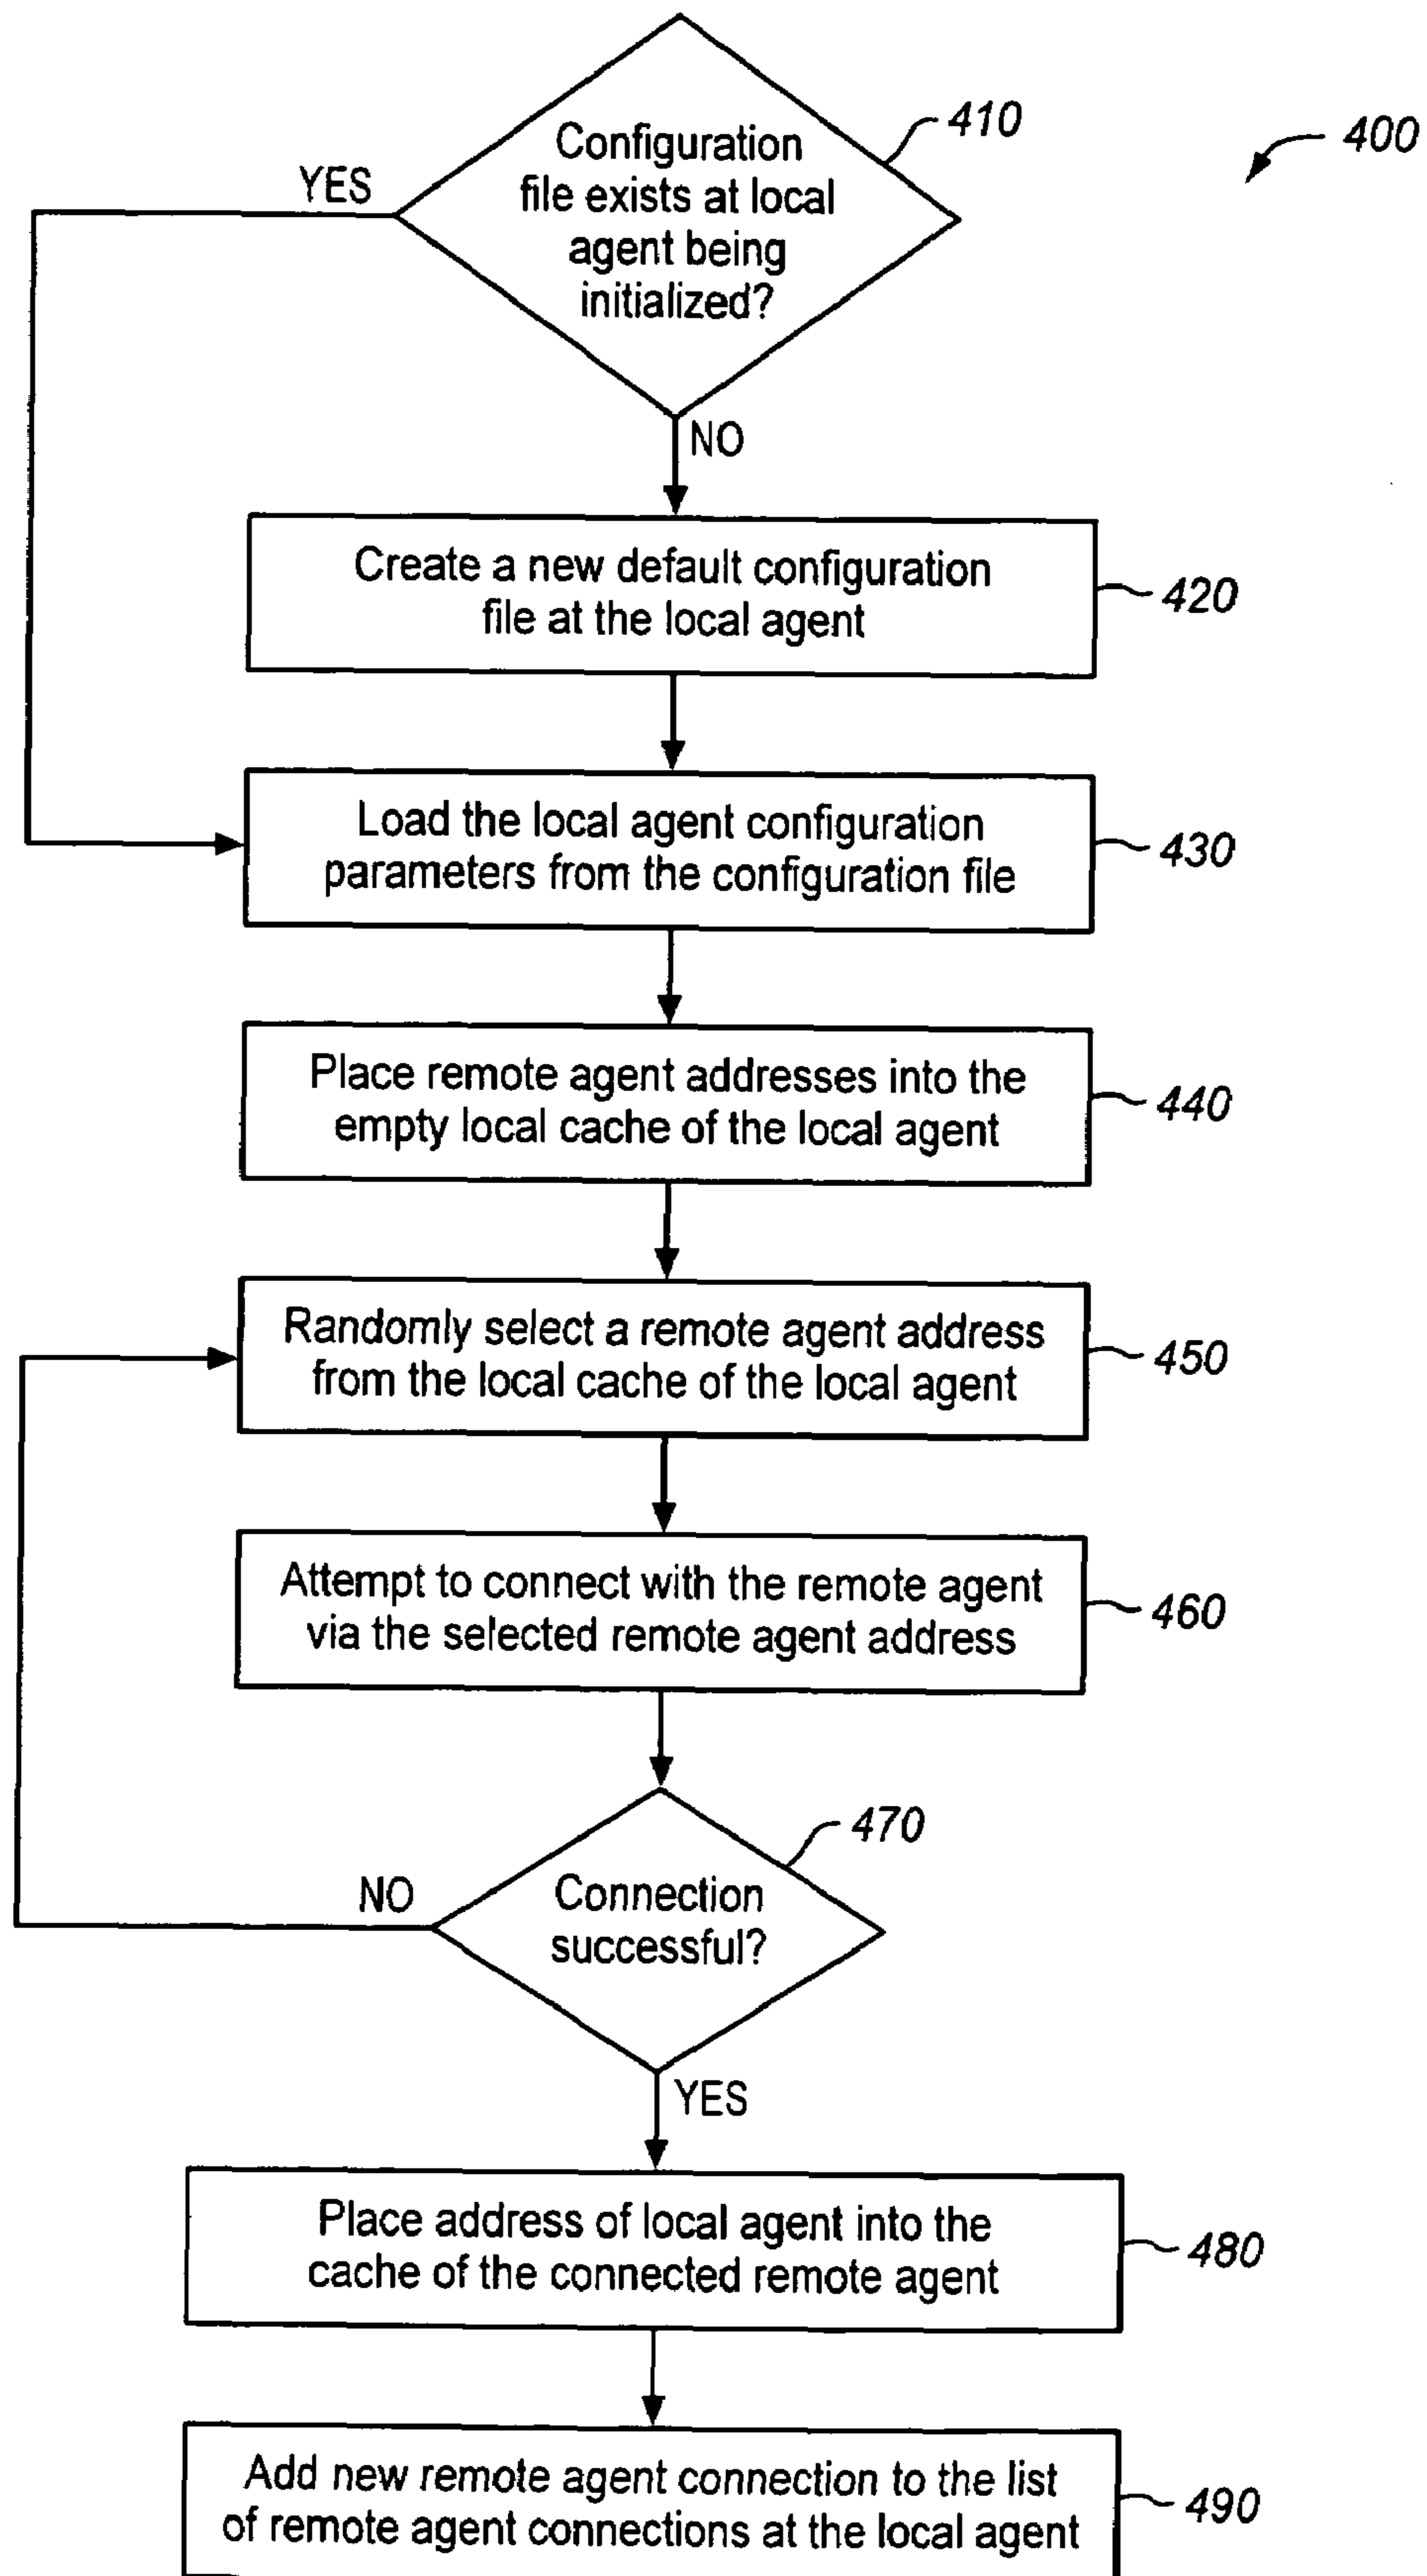 400
410
Configuration
file exists at local
agent being
initialized?
YES
NO
Create a new default configuration
file at the local agent
420
Load the local agent configuration
parameters from the configuration file
430
Place remote agent addresses into the
empty local cache of the local agent
440
Randomly select a remote agent address
from the local cache of the local agent
450
Attempt to connect with the remote agent
via the selected remote agent address
460
470
Connection
successful?
NO
YES
Place address of local agent into the
cache of the connected remote agent
480
Add new remote agent connection to the list
of remote agent connections at the local agent
490